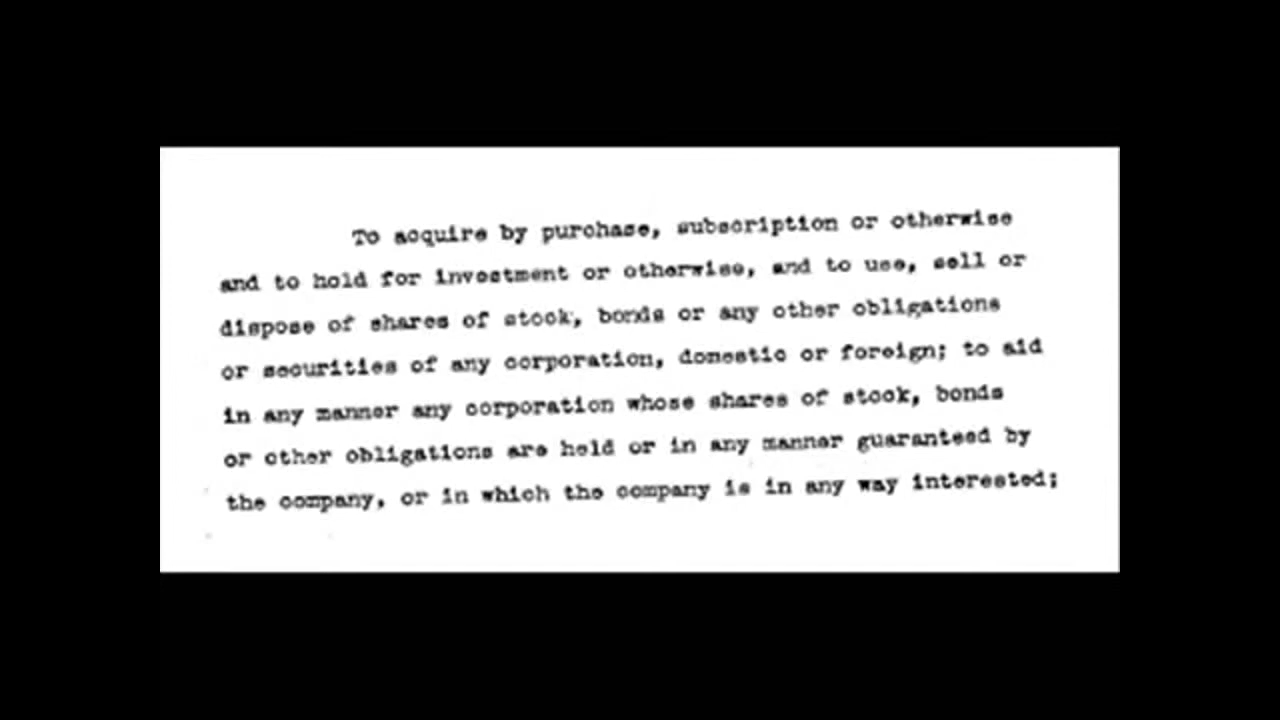 To acquire by purchase, subscription or otherwise
and to hold for investment or otherwise, and to use, sell or
dispose of shares of stock, bonds or any other obligations
or securities of any corporation, domestic or foreign; to aid
in any manner any corporation whose shares of stock, bonds
or other obligations are held or in any manner guaranteed by
the company, or in which the company is in any way interested;